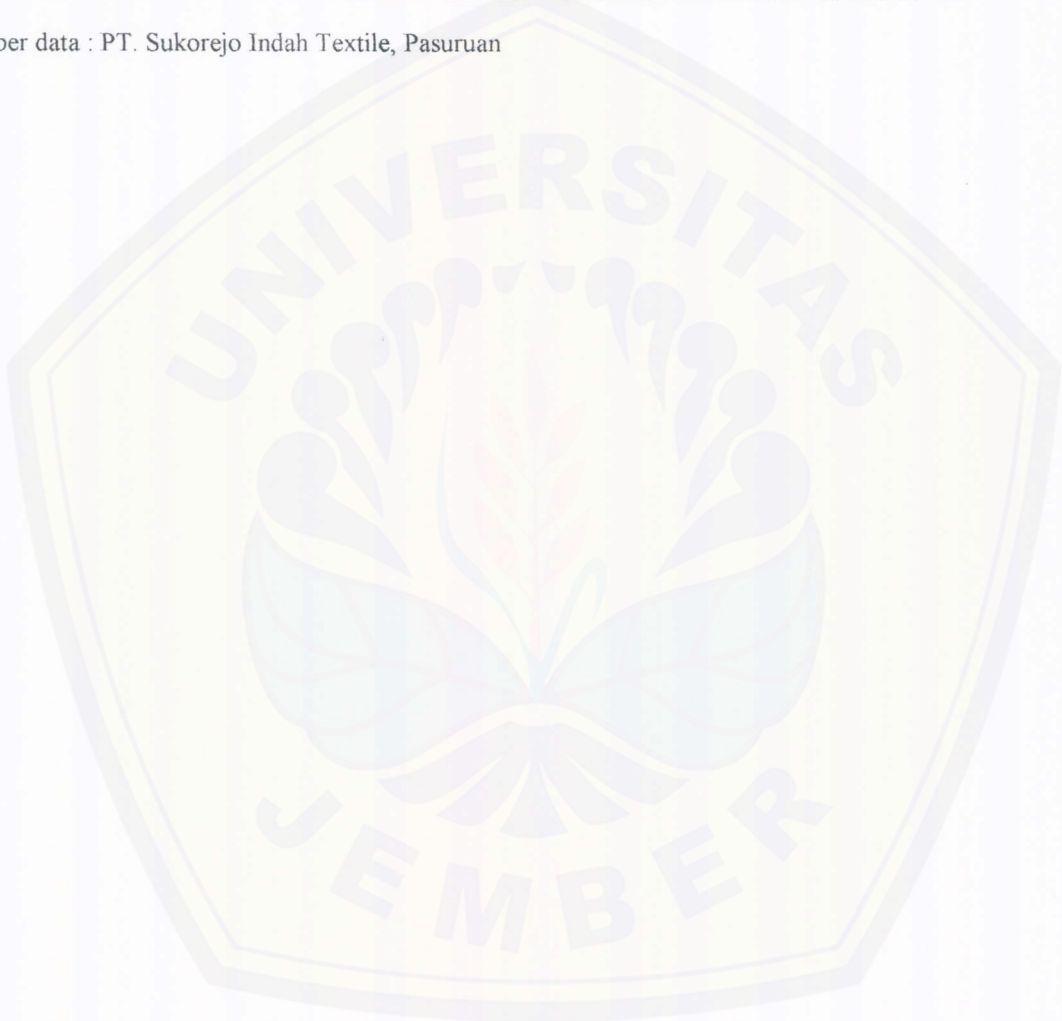 ber data : PT. Sukorejo Indah Textile, Pasuruan
UNIVERSITAS
JEMBER